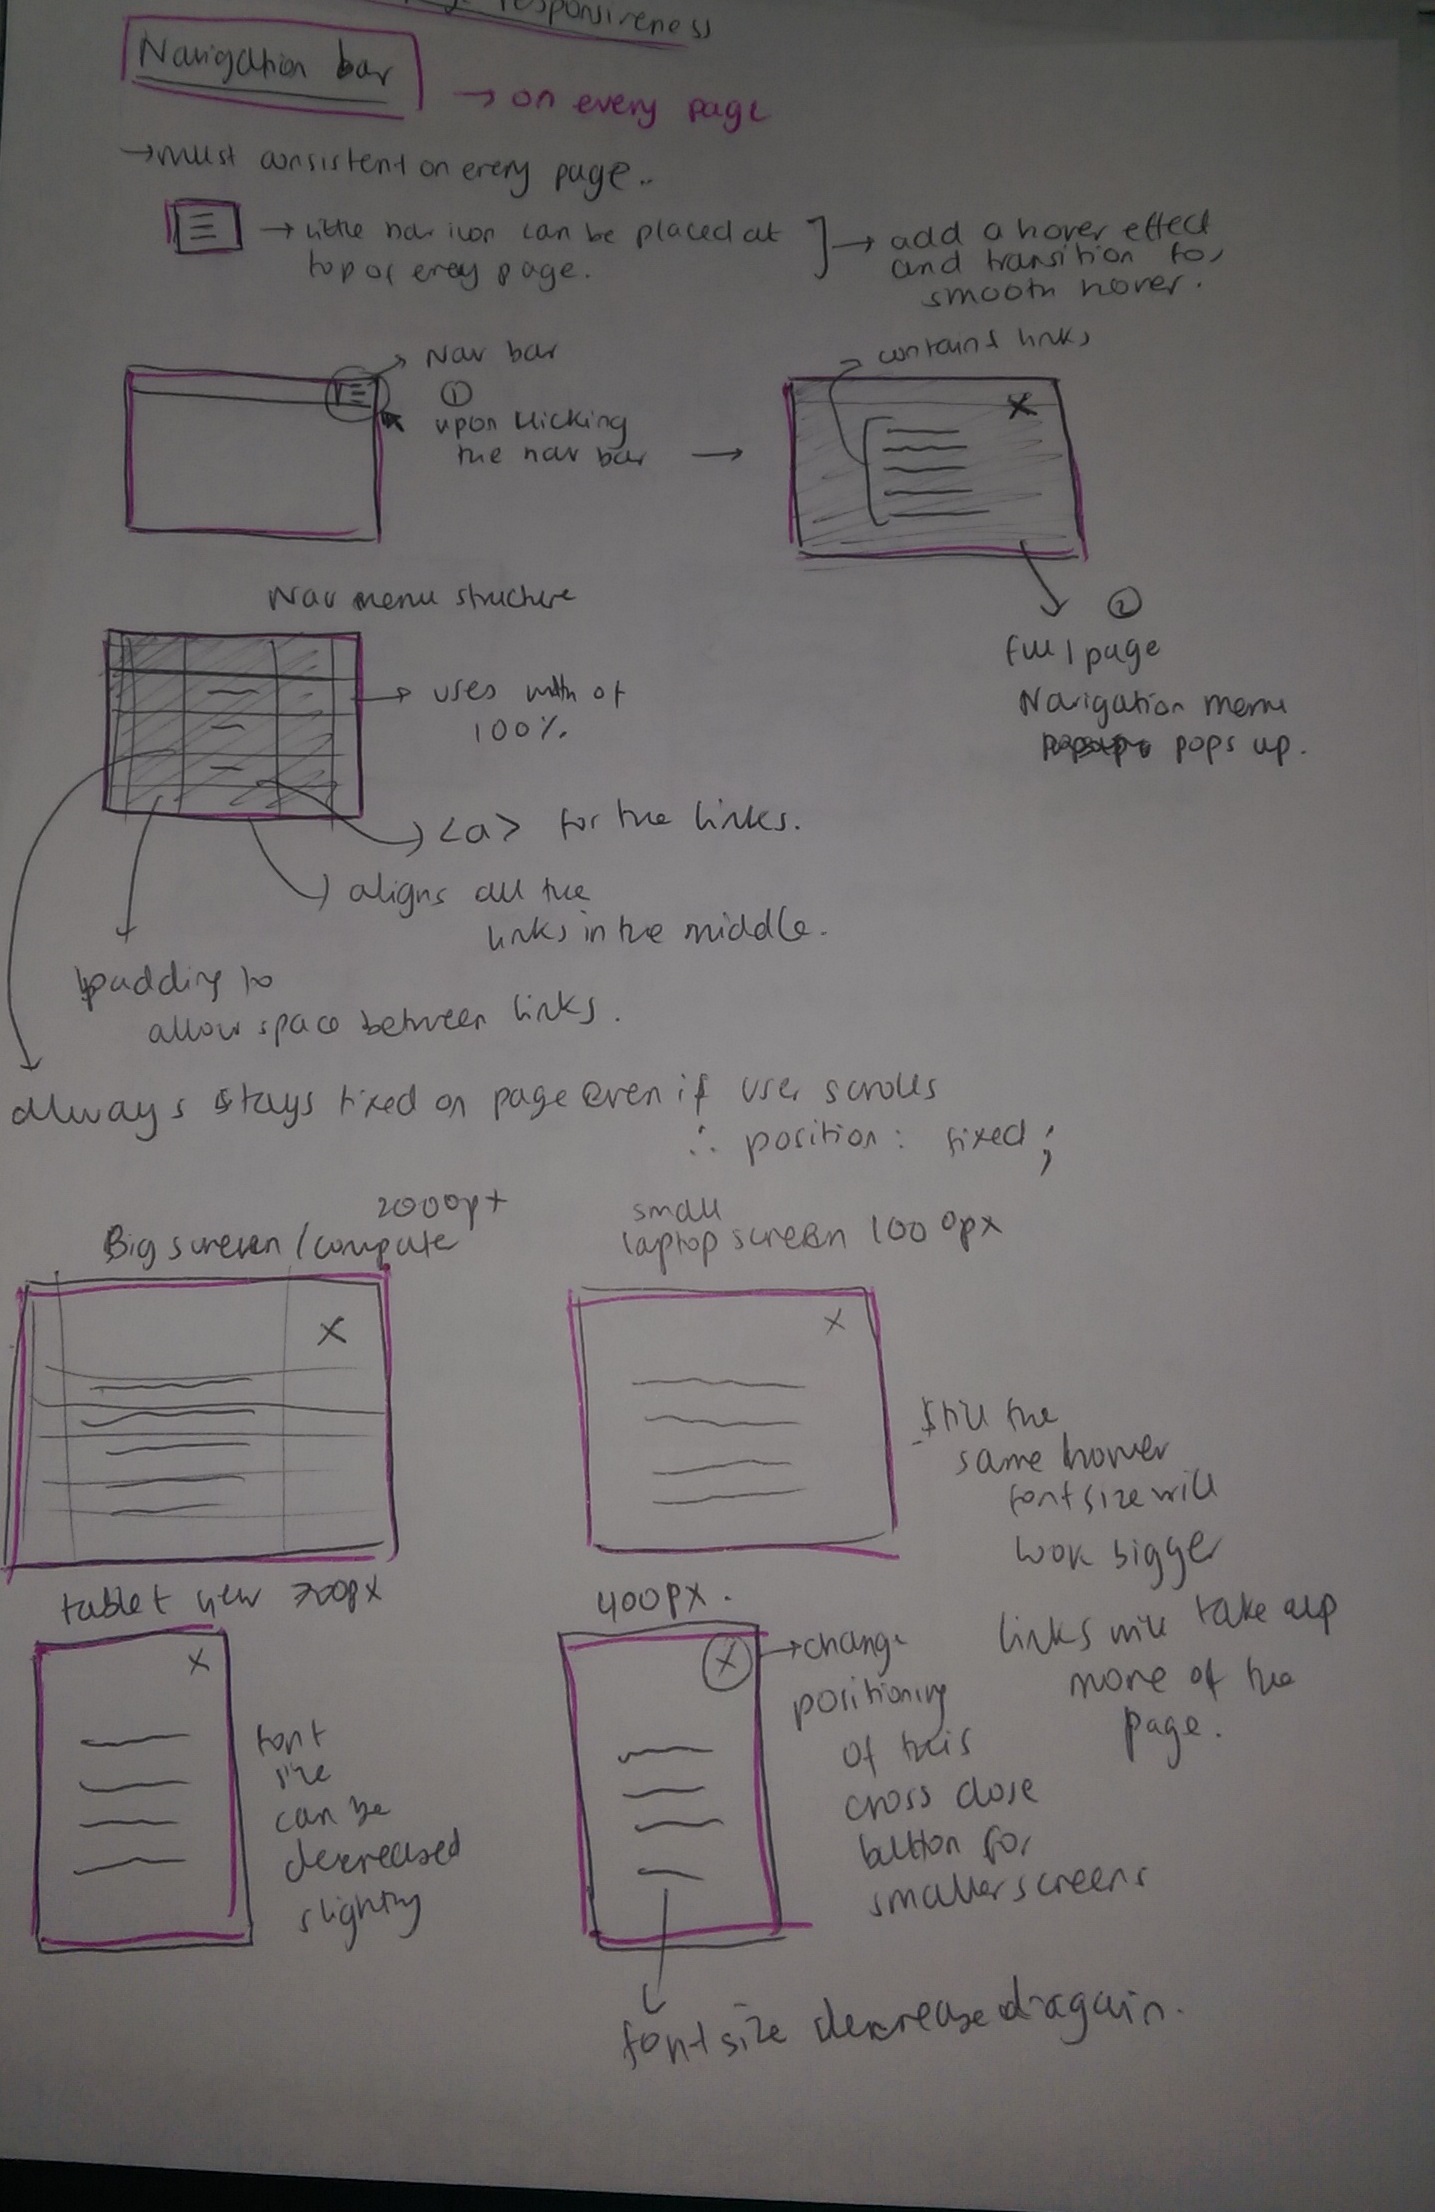 responsiveness
Navigation bar
→ on every page
→ must consistent on every page..
→ little nav icon can be placed at
top of every page.
→ add a hover effect
and transition for
smooth hover.
Nav bar
①
upon clicking
the nav bar →
contains links
X
②
full page
Navigation menu
pops up.
Nav menu structure
uses width of
100%.
<a> for the links.
aligns all the
links in the middle.
padding to
allow space between links.
always stays fixed on page even if user scrolls
∴ position: fixed;
2000px
Big screen / computer
X
small
laptop screen 1000px
X
still the
same however
font size will
look bigger
links will take up
more of the
page.
tablet view 700px
X
font
size
can be
decreased
slightly
400px.
X
→ change
positioning
of this
cross close
button for
smaller screens
font size decreased again.